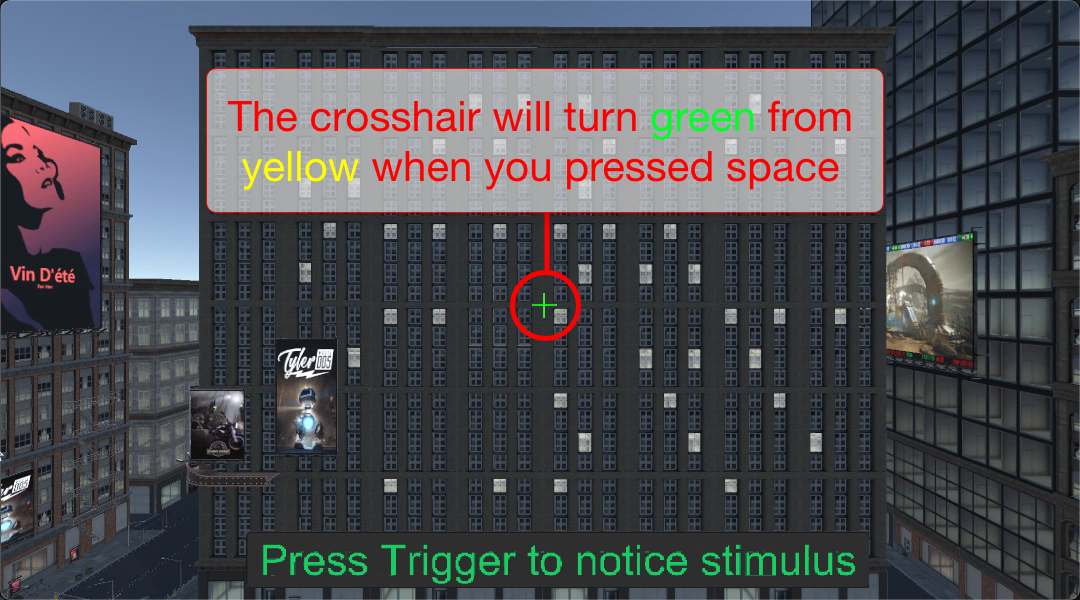 The crosshair will turn green from
yellow when you pressed space
Vin D'été
Tyler 005
Press Trigger to notice stimulus